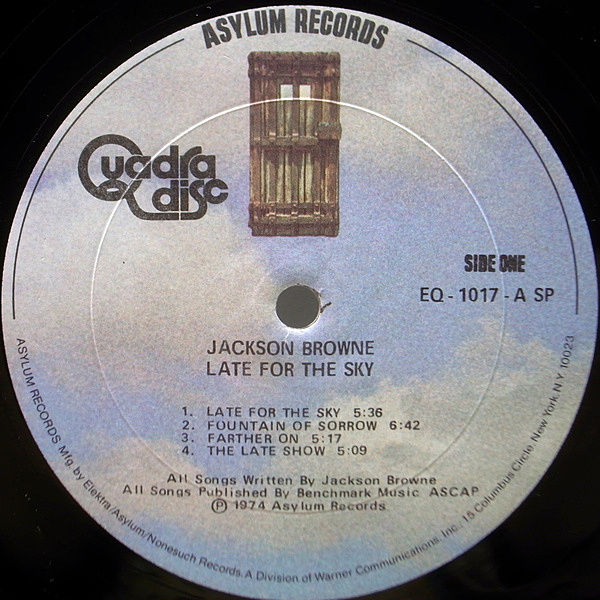 ASYLUM RECORDS
Quadra
disc
SIDE ONE
EQ - 1017 - A SP
JACKSON BROWNE
LATE FOR THE SKY
1. LATE FOR THE SKY 5:36
2. FOUNTAIN OF SORROW 6:42
3. FARTHER ON 5:17
4. THE LATE SHOW 5:09
All Songs Written By Jackson Browne
All Songs Published By Benchmark Music ASCAP
Ⓟ 1974 Asylum Records
ASYLUM RECORDS Mfg. by Elektra/Asylum/Nonesuch Records. A Division of Warner Communications, Inc., 15 Columbus Circle, New York, N.Y. 10023